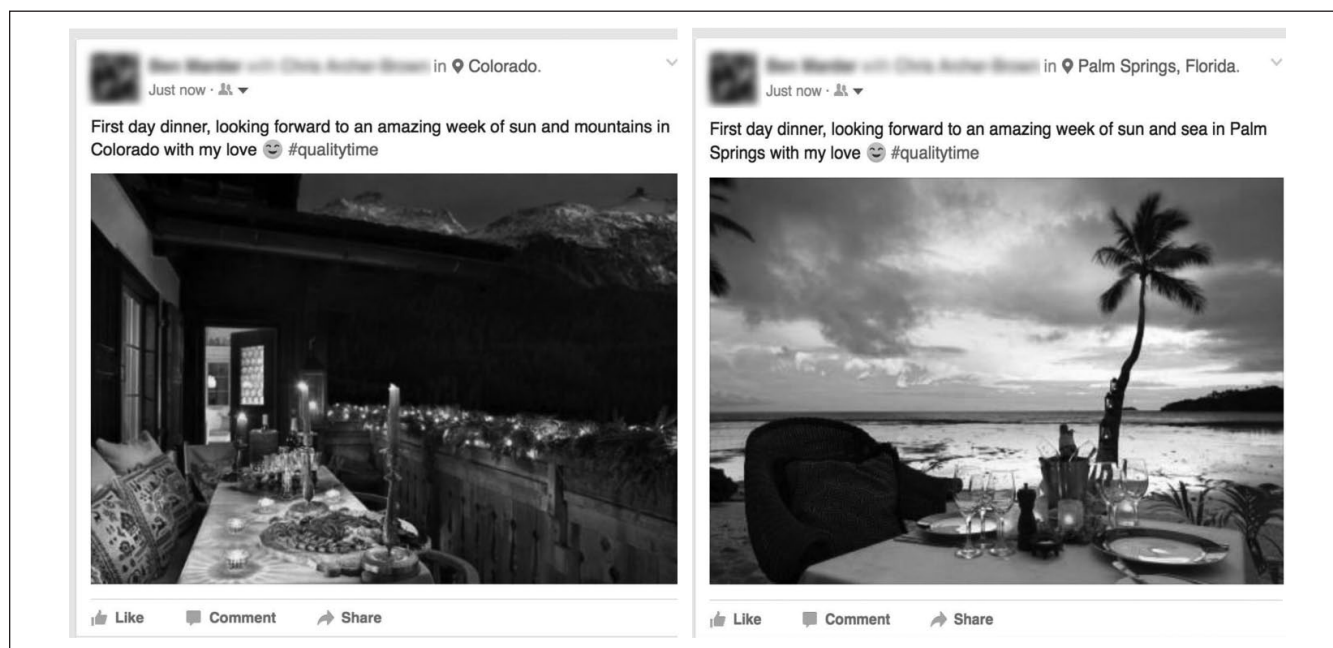 in Colorado.
Just now
First day dinner, looking forward to an amazing week of sun and mountains in
Colorado with my love #qualitytime
Like Comment Share
in Palm Springs, Florida.
Just now
First day dinner, looking forward to an amazing week of sun and sea in Palm
Springs with my love #qualitytime
Like Comment Share